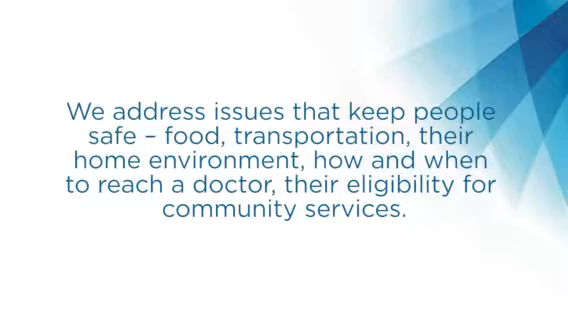 We address issues that keep people
safe – food, transportation, their
home environment, how and when
to reach a doctor, their eligibility for
community services.